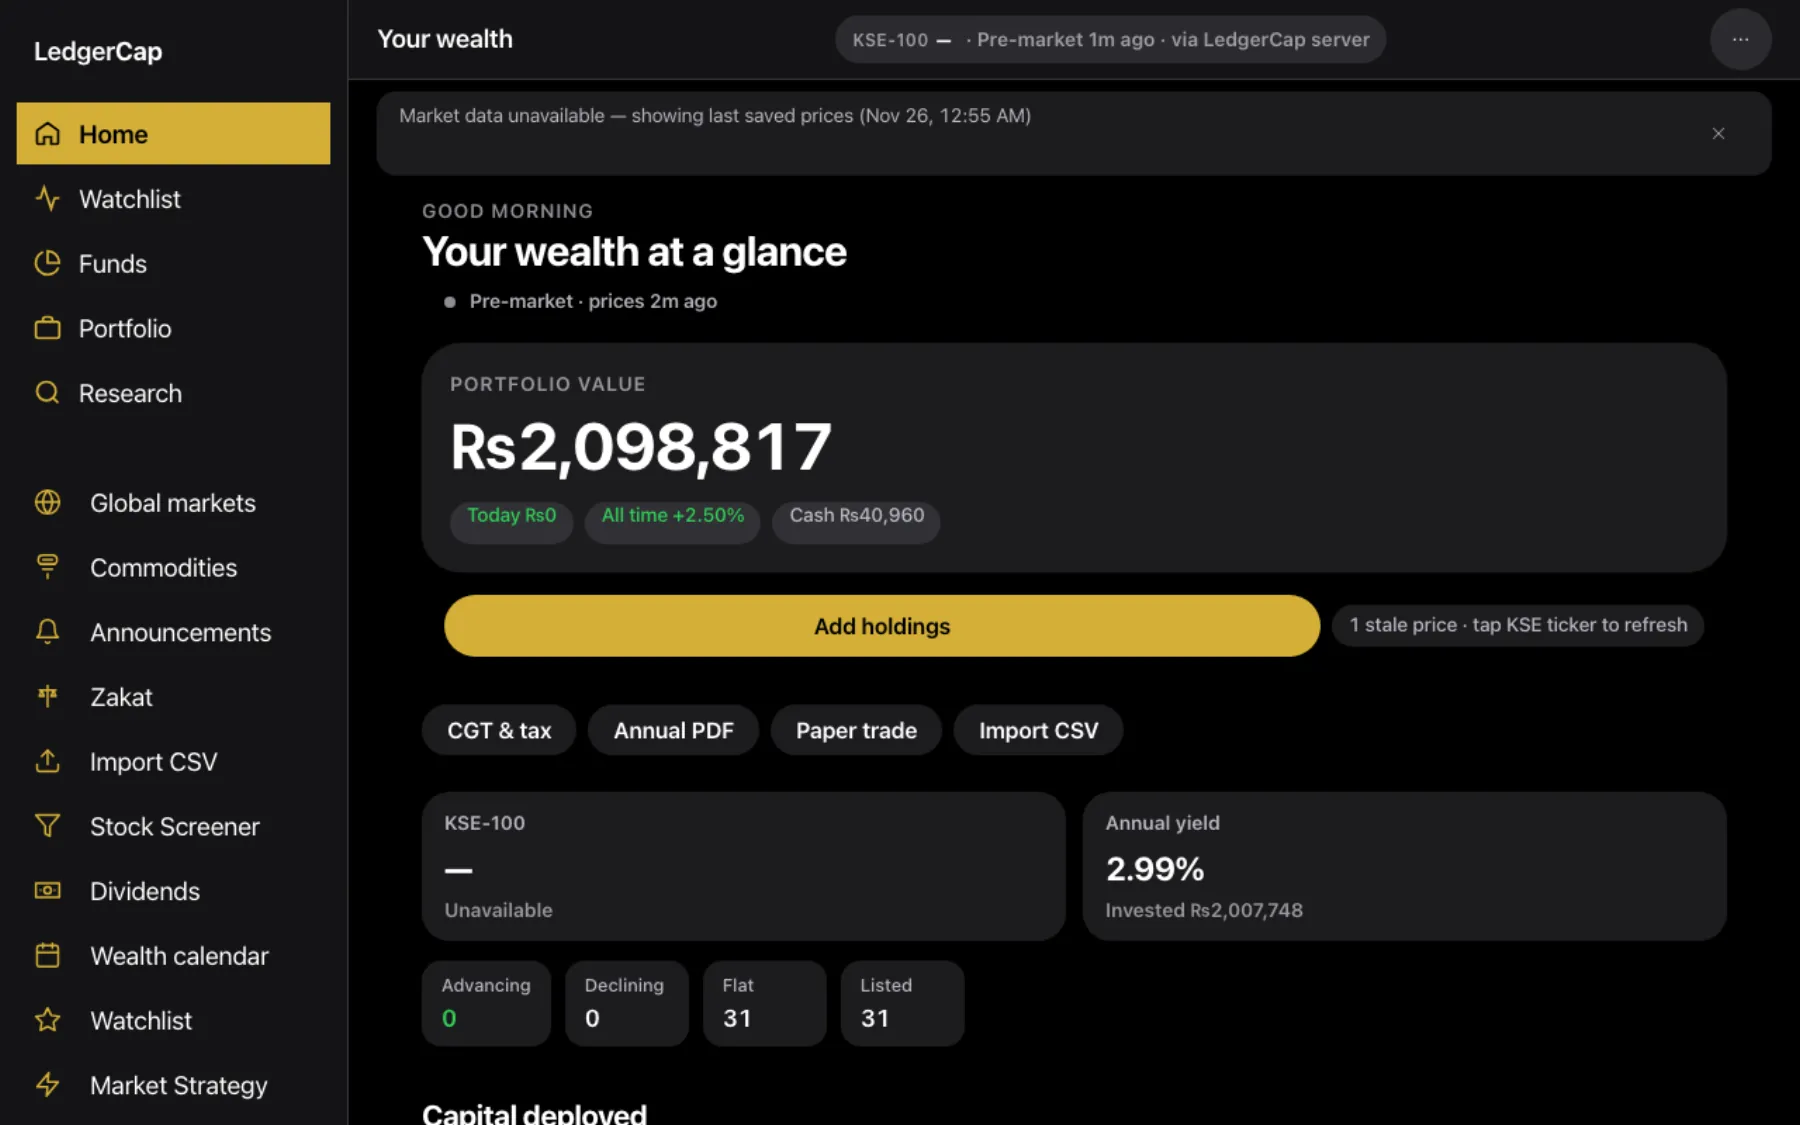 LedgerCap
Home
Watchlist
Funds
Portfolio
Research
Global markets
Commodities
Announcements
Zakat
Import CSV
Stock Screener
Dividends
Wealth calendar
Watchlist
Market Strategy
Your wealth
KSE-100 — · Pre-market 1m ago · via LedgerCap server
...
Market data unavailable — showing last saved prices (Nov 26, 12:55 AM)
GOOD MORNING
Your wealth at a glance
Pre-market · prices 2m ago
PORTFOLIO VALUE
₨2,098,817
Today ₨0
All time +2.50%
Cash ₨40,960
Add holdings
1 stale price · tap KSE ticker to refresh
CGT & tax
Annual PDF
Paper trade
Import CSV
KSE-100
—
Unavailable
Annual yield
2.99%
Invested ₨2,007,748
Advancing
0
Declining
0
Flat
31
Listed
31
Capital deployed